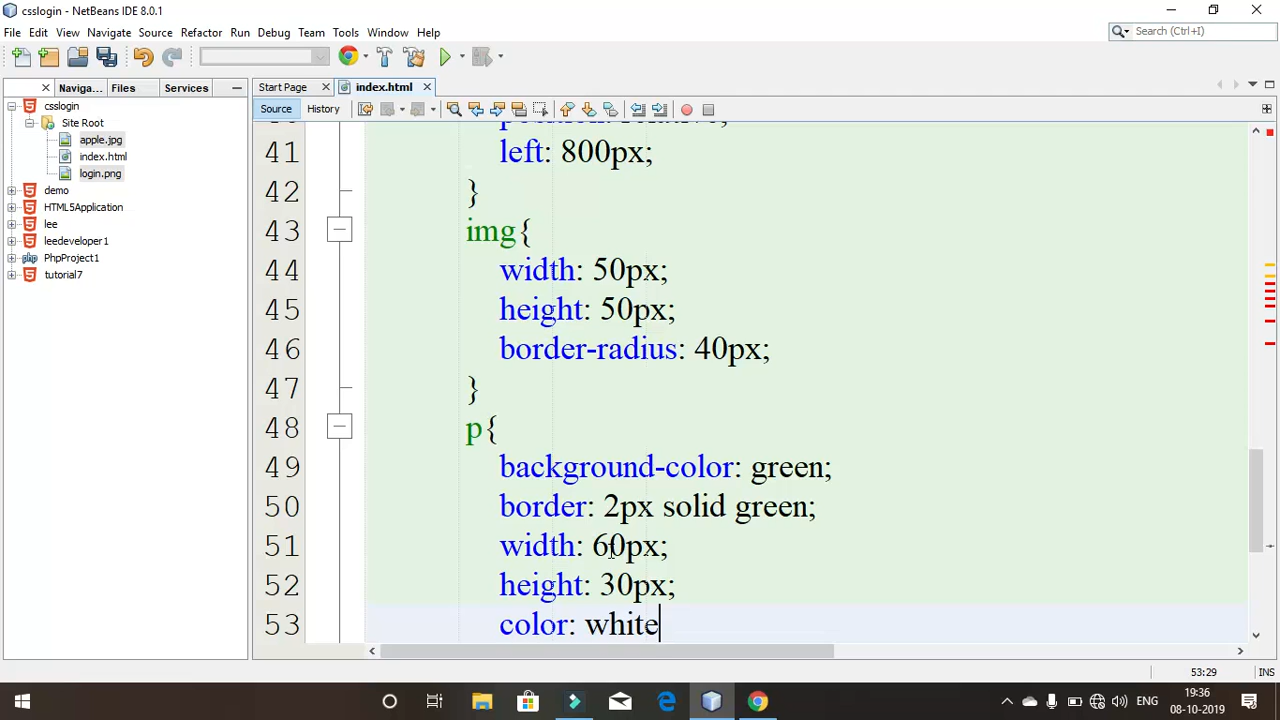 csslogin - NetBeans IDE 8.0.1
File Edit View Navigate Source Refactor Run Debug Team Tools Window Help
Search (Ctrl+I)
Naviga... Files Services
Start Page index.html
csslogin
Source History
Site Root
apple.jpg
index.html
login.png
demo
HTML5Application
lee
leedeveloper1
PhpProject1
tutorial7
41 left: 800px;
42 }
43 img{
44 width: 50px;
45 height: 50px;
46 border-radius: 40px;
47 }
48 p{
49 background-color: green;
50 border: 2px solid green;
51 width: 60px;
52 height: 30px;
53 color: white
53:29 INS
ENG
19:36
08-10-2019